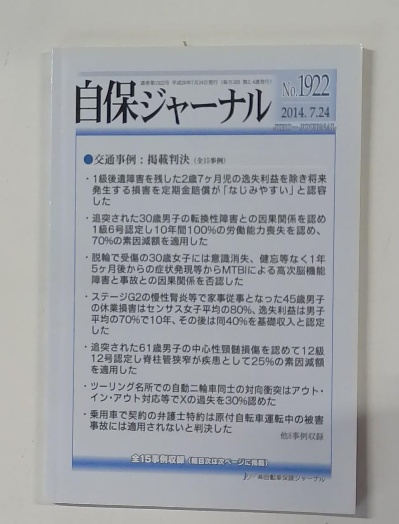 自保ジャーナル
No.1922
2014.7.24
●交通事例：掲載判決（全15事例）
・1級後遺障害を残した2歳7ヶ月児の逸失利益を除き将来
発生する損害を定期金賠償が「なじみやすい」と認容
した
・追突された30歳男子の転換性障害との因果関係を認め
1級6号認定し10年間100%の労働能力喪失を認め、
70%の素因減額を適用した
・脱輪で受傷の30歳女子には意識消失、健忘等なく1年
5ヶ月後からの症状発現等からMTBIによる高次脳機能
障害と事故との因果関係を否認した
・ステージG2の慢性腎炎等で家事従事となった45歳男子
の休業損害はセンサス女子平均の80%、逸失利益は男子
平均の70%で10年、その後は同40%を基礎収入と認定
した
・追突された61歳男子の中心性頸髄損傷を認めて12級
12号認定し脊柱管狭窄が疾患として25%の素因減額
を適用した
・ツーリング名所での自動二輪車同士の対向衝突はアウト・
イン・アウト対応等でXの過失を30%認めた
・乗用車で契約の弁護士特約は原付自転車運転中の被害
事故には適用されないと判決した
他8事例収録
全15事例収録（細目次は次ページに掲載）
自動車保険ジャーナル